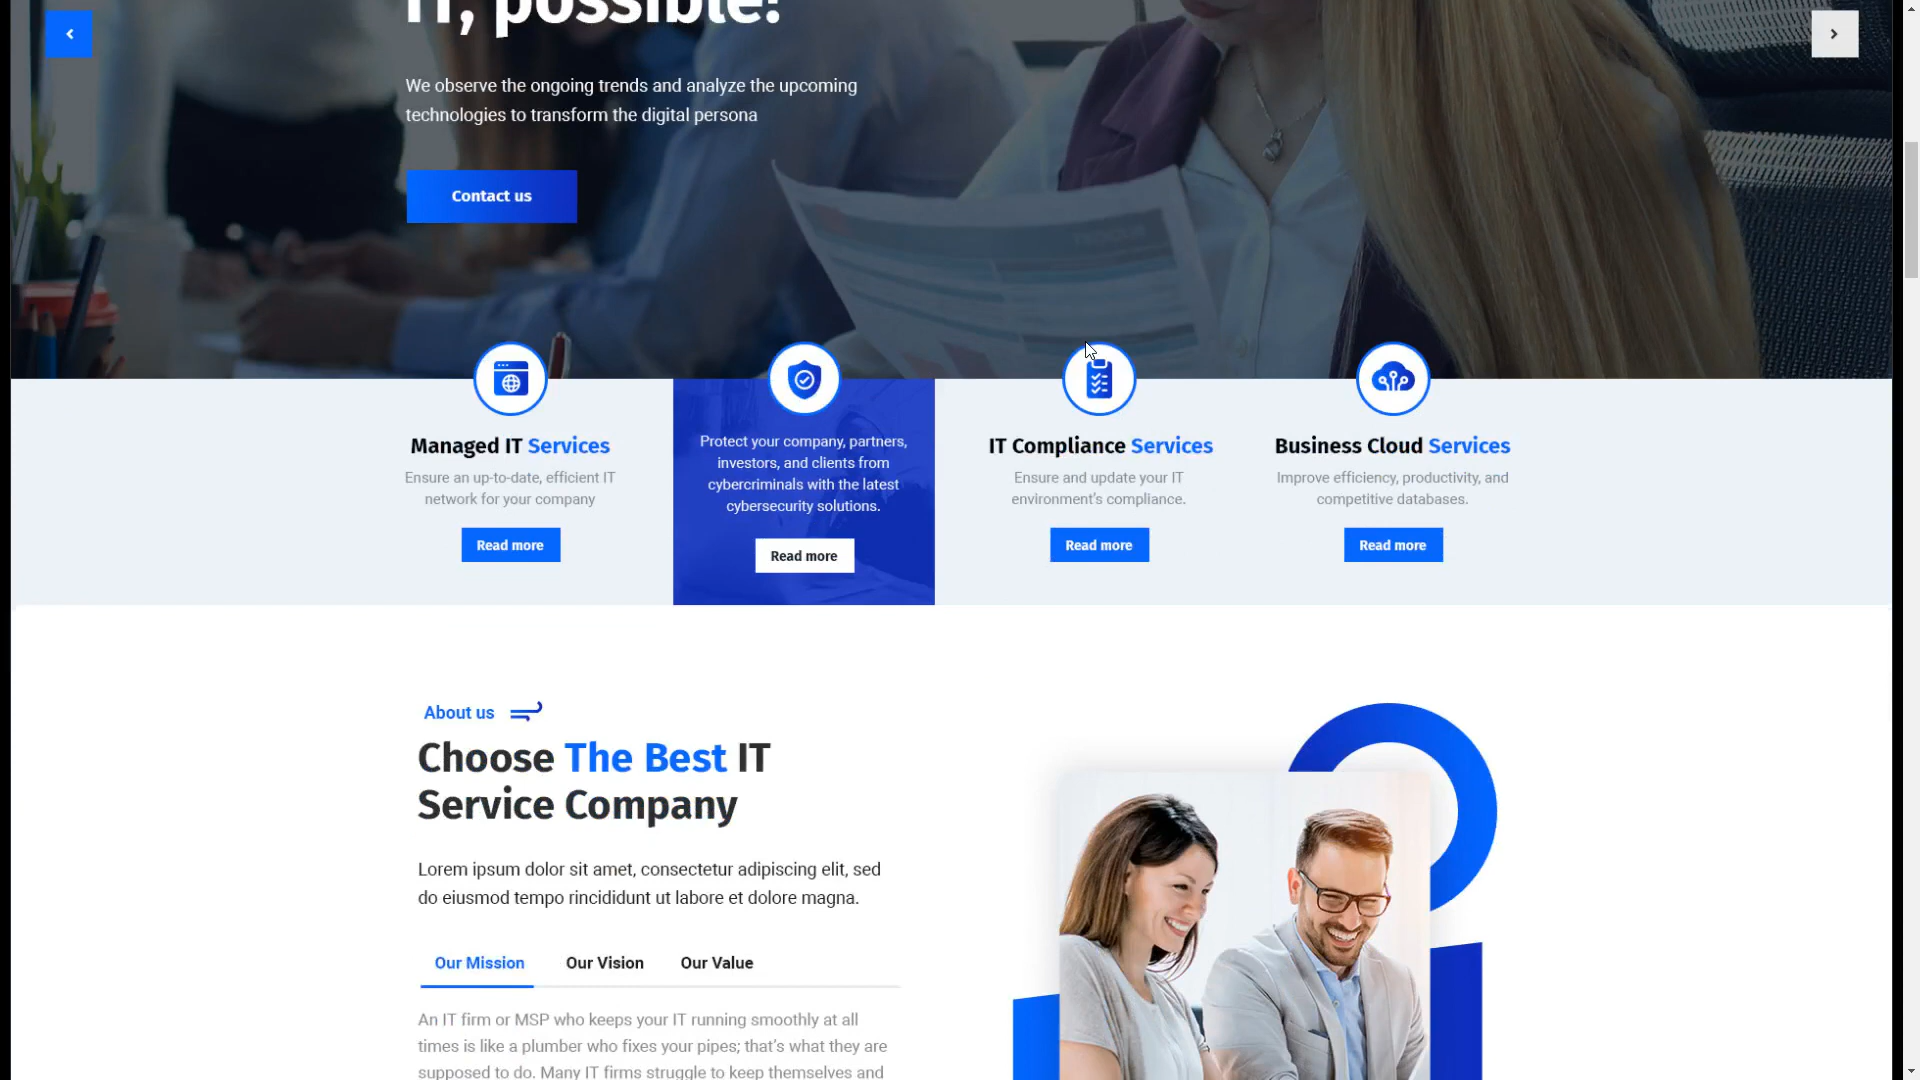 IT, possible!
We observe the ongoing trends and analyze the upcoming
technologies to transform the digital persona
Contact us
Managed IT Services
Ensure an up-to-date, efficient IT
network for your company
Read more
Protect your company, partners,
investors, and clients from
cybercriminals with the latest
cybersecurity solutions.
Read more
IT Compliance Services
Ensure and update your IT
environment's compliance.
Read more
Business Cloud Services
Improve efficiency, productivity, and
competitive databases.
Read more
About us
Choose The Best IT
Service Company
Lorem ipsum dolor sit amet, consectetur adipiscing elit, sed
do eiusmod tempo rincididunt ut labore et dolore magna.
Our Mission
Our Vision
Our Value
An IT firm or MSP who keeps your IT running smoothly at all
times is like a plumber who fixes your pipes; that's what they are
supposed to do. Many IT firms struggle to keep themselves and